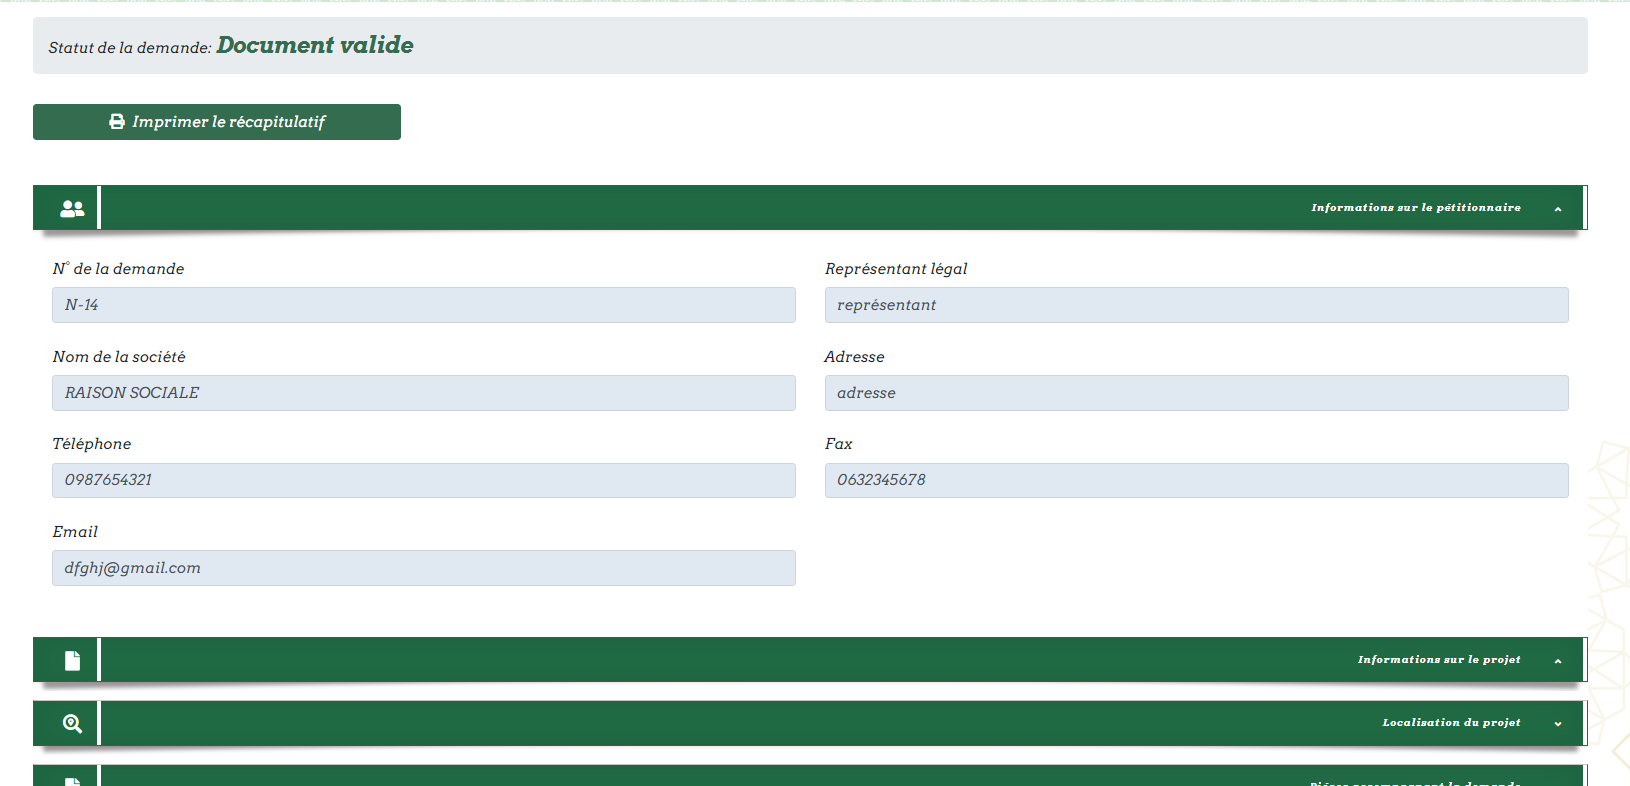 Statut de la demande: Document valide
Imprimer le récapitulatif
Informations sur le pétitionnaire
N° de la demande
N-14
Représentant légal
représentant
Nom de la société
RAISON SOCIALE
Adresse
adresse
Téléphone
0987654321
Fax
0632345678
Email
dfghj@gmail.com
Informations sur le projet
Localisation du projet